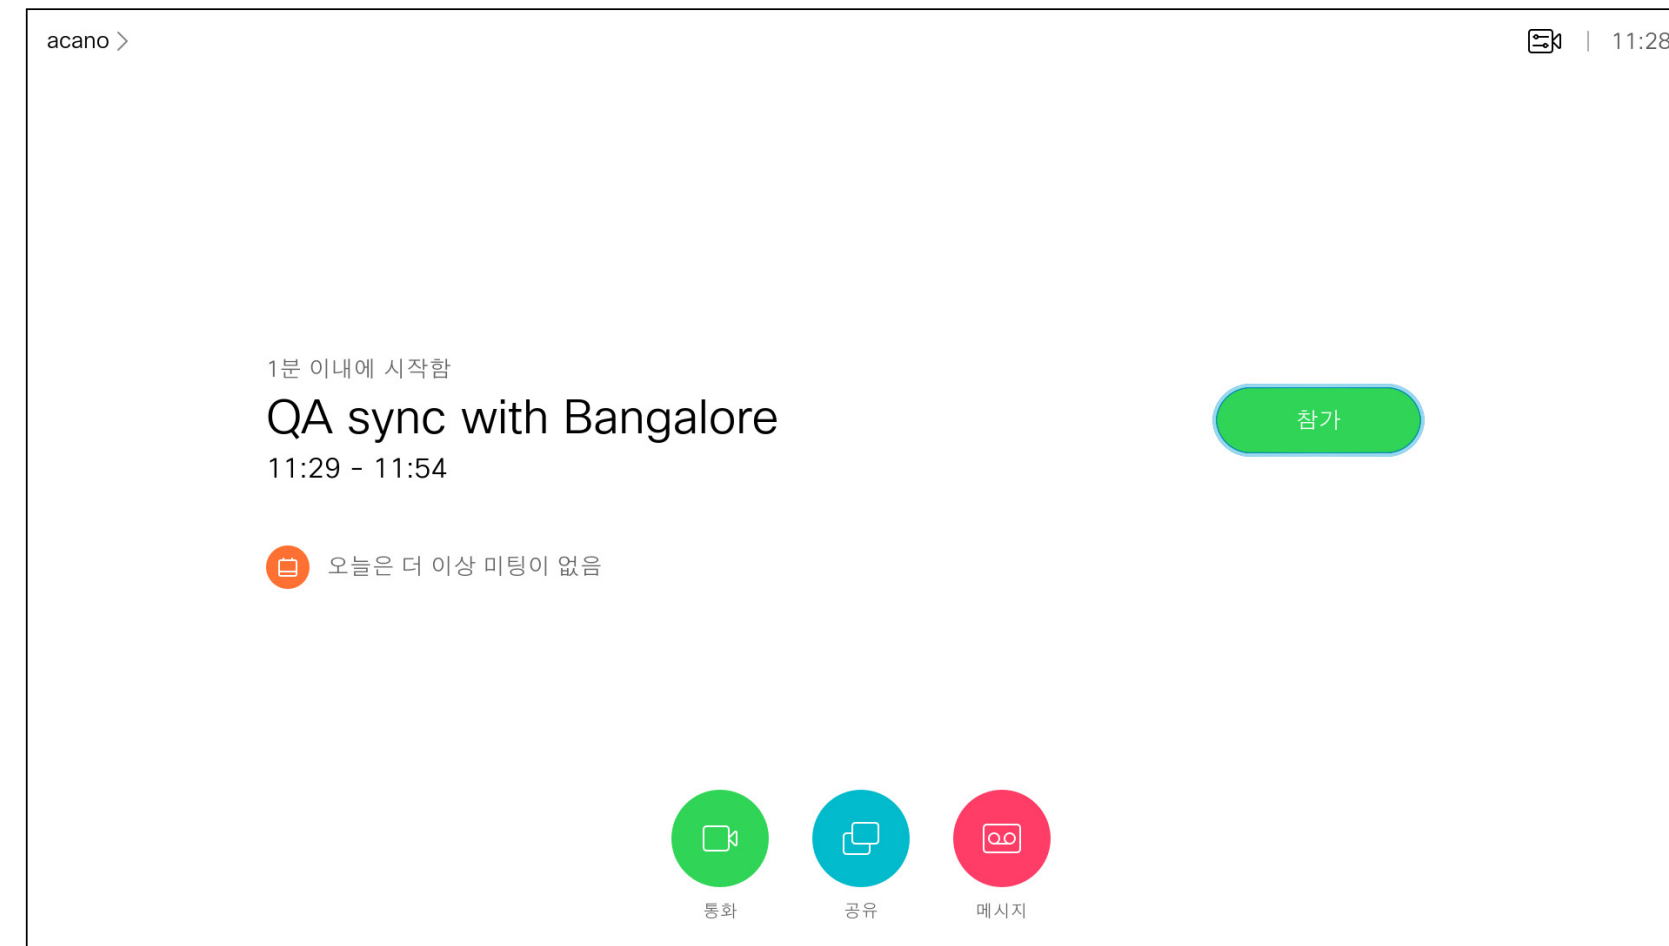 acano >
11:28
1분 이내에 시작함
QA sync with Bangalore
11:29 - 11:54
참가
오늘은 더 이상 미팅이 없음
통화
공유
메시지